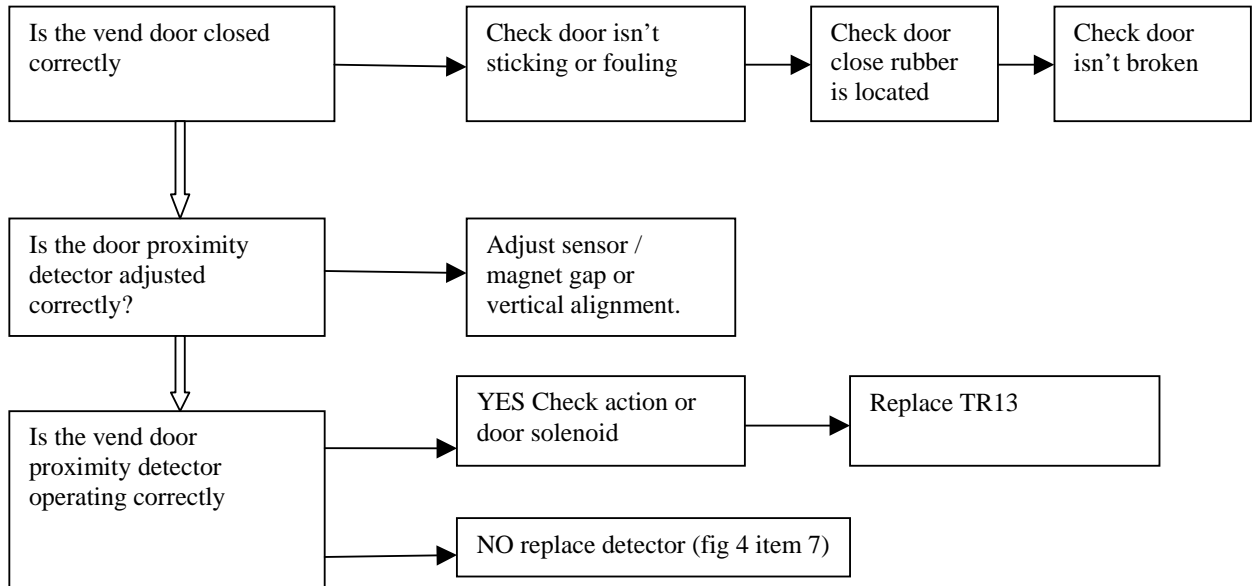 Is the vend door closed
correctly
Check door isn’t
sticking or fouling
Check door
close rubber
is located
Check door
isn’t broken
Is the door proximity
detector adjusted
correctly?
Adjust sensor /
magnet gap or
vertical alignment.
Is the vend door
proximity detector
operating correctly
YES Check action or
door solenoid
Replace TR13
NO replace detector (fig 4 item 7)